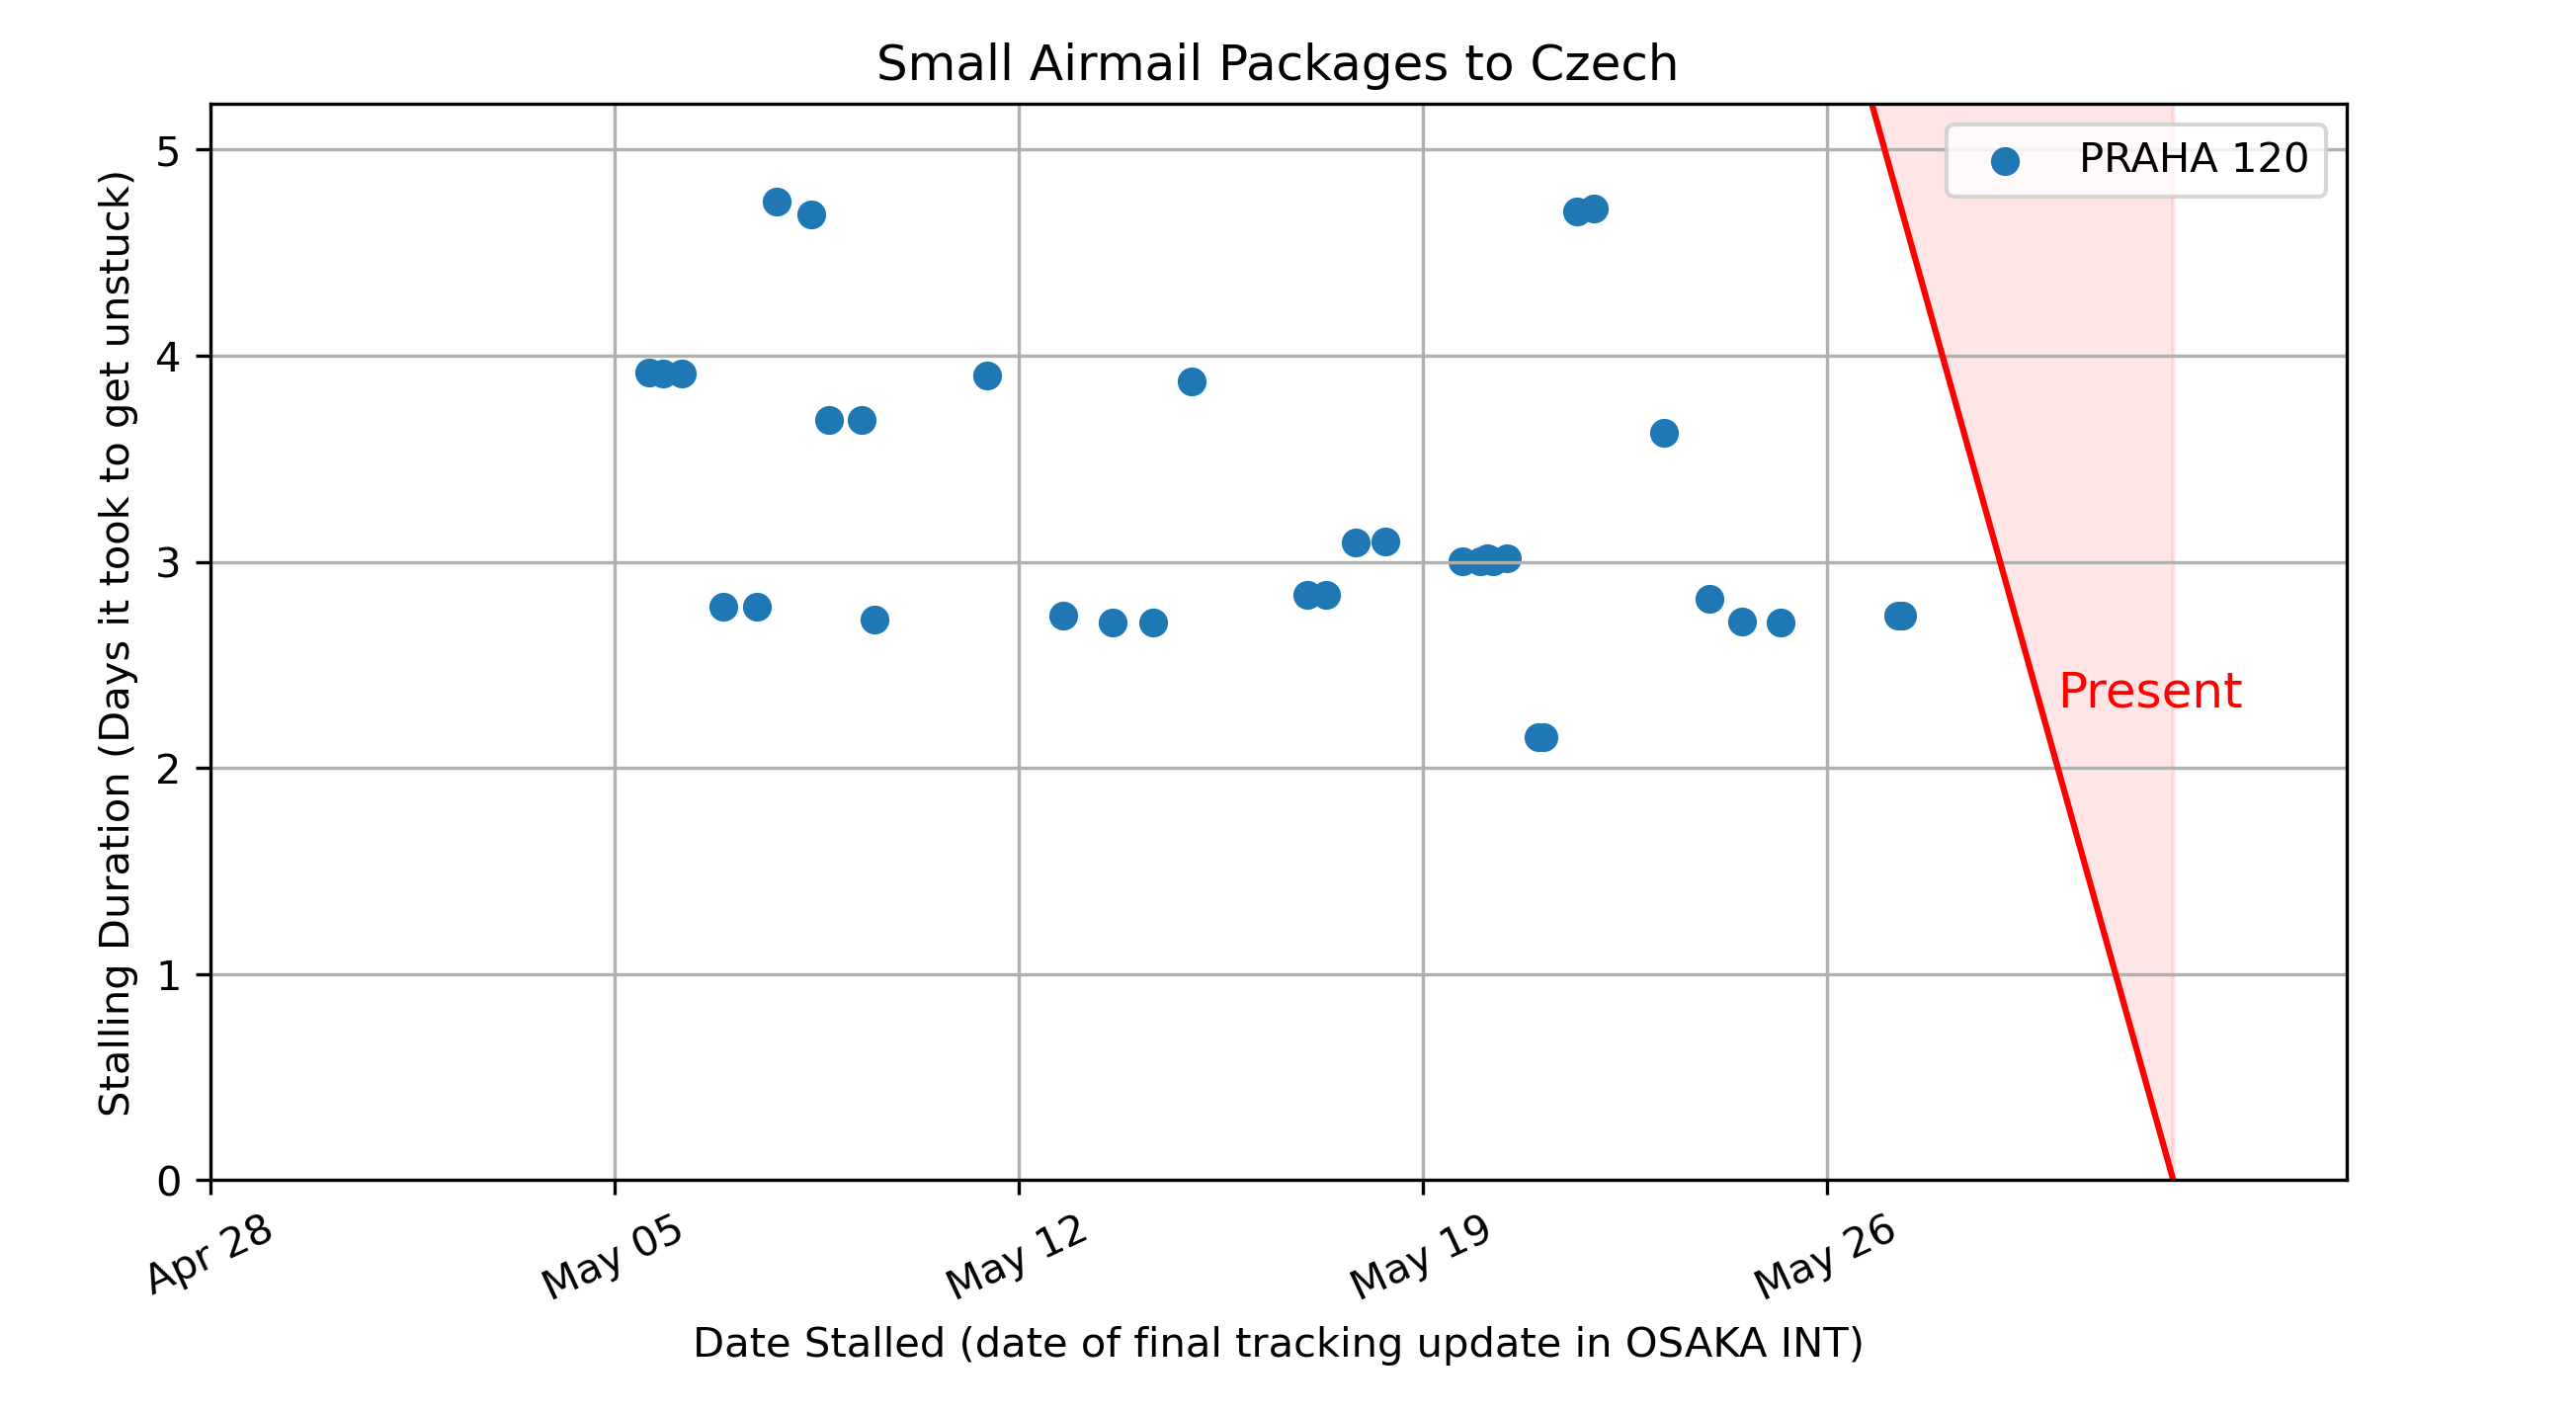 Small Airmail Packages to Czech
Stalling Duration (Days it took to get unstuck)
5
4
3
2
1
0
PRAHA 120
Present
Apr 28
May 05
May 12
May 19
May 26
Date Stalled (date of final tracking update in OSAKA INT)